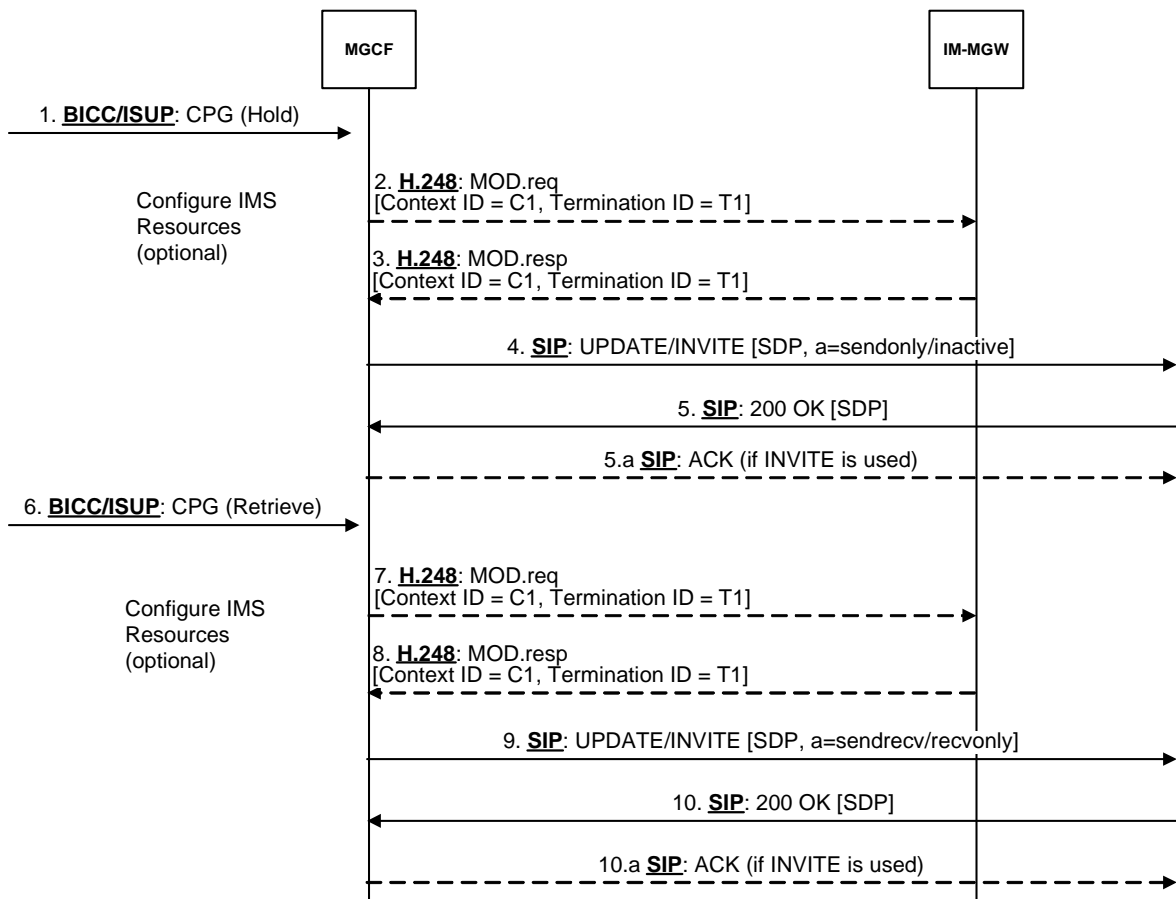 MGCF
IM-MGW
1. BICC/ISUP: CPG (Hold)
2. H.248: MOD.req
[Context ID = C1, Termination ID = T1]
Configure IMS
Resources
(optional)
3. H.248: MOD.resp
[Context ID = C1, Termination ID = T1]
4. SIP: UPDATE/INVITE [SDP, a=sendonly/inactive]
5. SIP: 200 OK [SDP]
5.a SIP: ACK (if INVITE is used)
6. BICC/ISUP: CPG (Retrieve)
7. H.248: MOD.req
[Context ID = C1, Termination ID = T1]
Configure IMS
Resources
(optional)
8. H.248: MOD.resp
[Context ID = C1, Termination ID = T1]
9. SIP: UPDATE/INVITE [SDP, a=sendrecv/recvonly]
10. SIP: 200 OK [SDP]
10.a SIP: ACK (if INVITE is used)